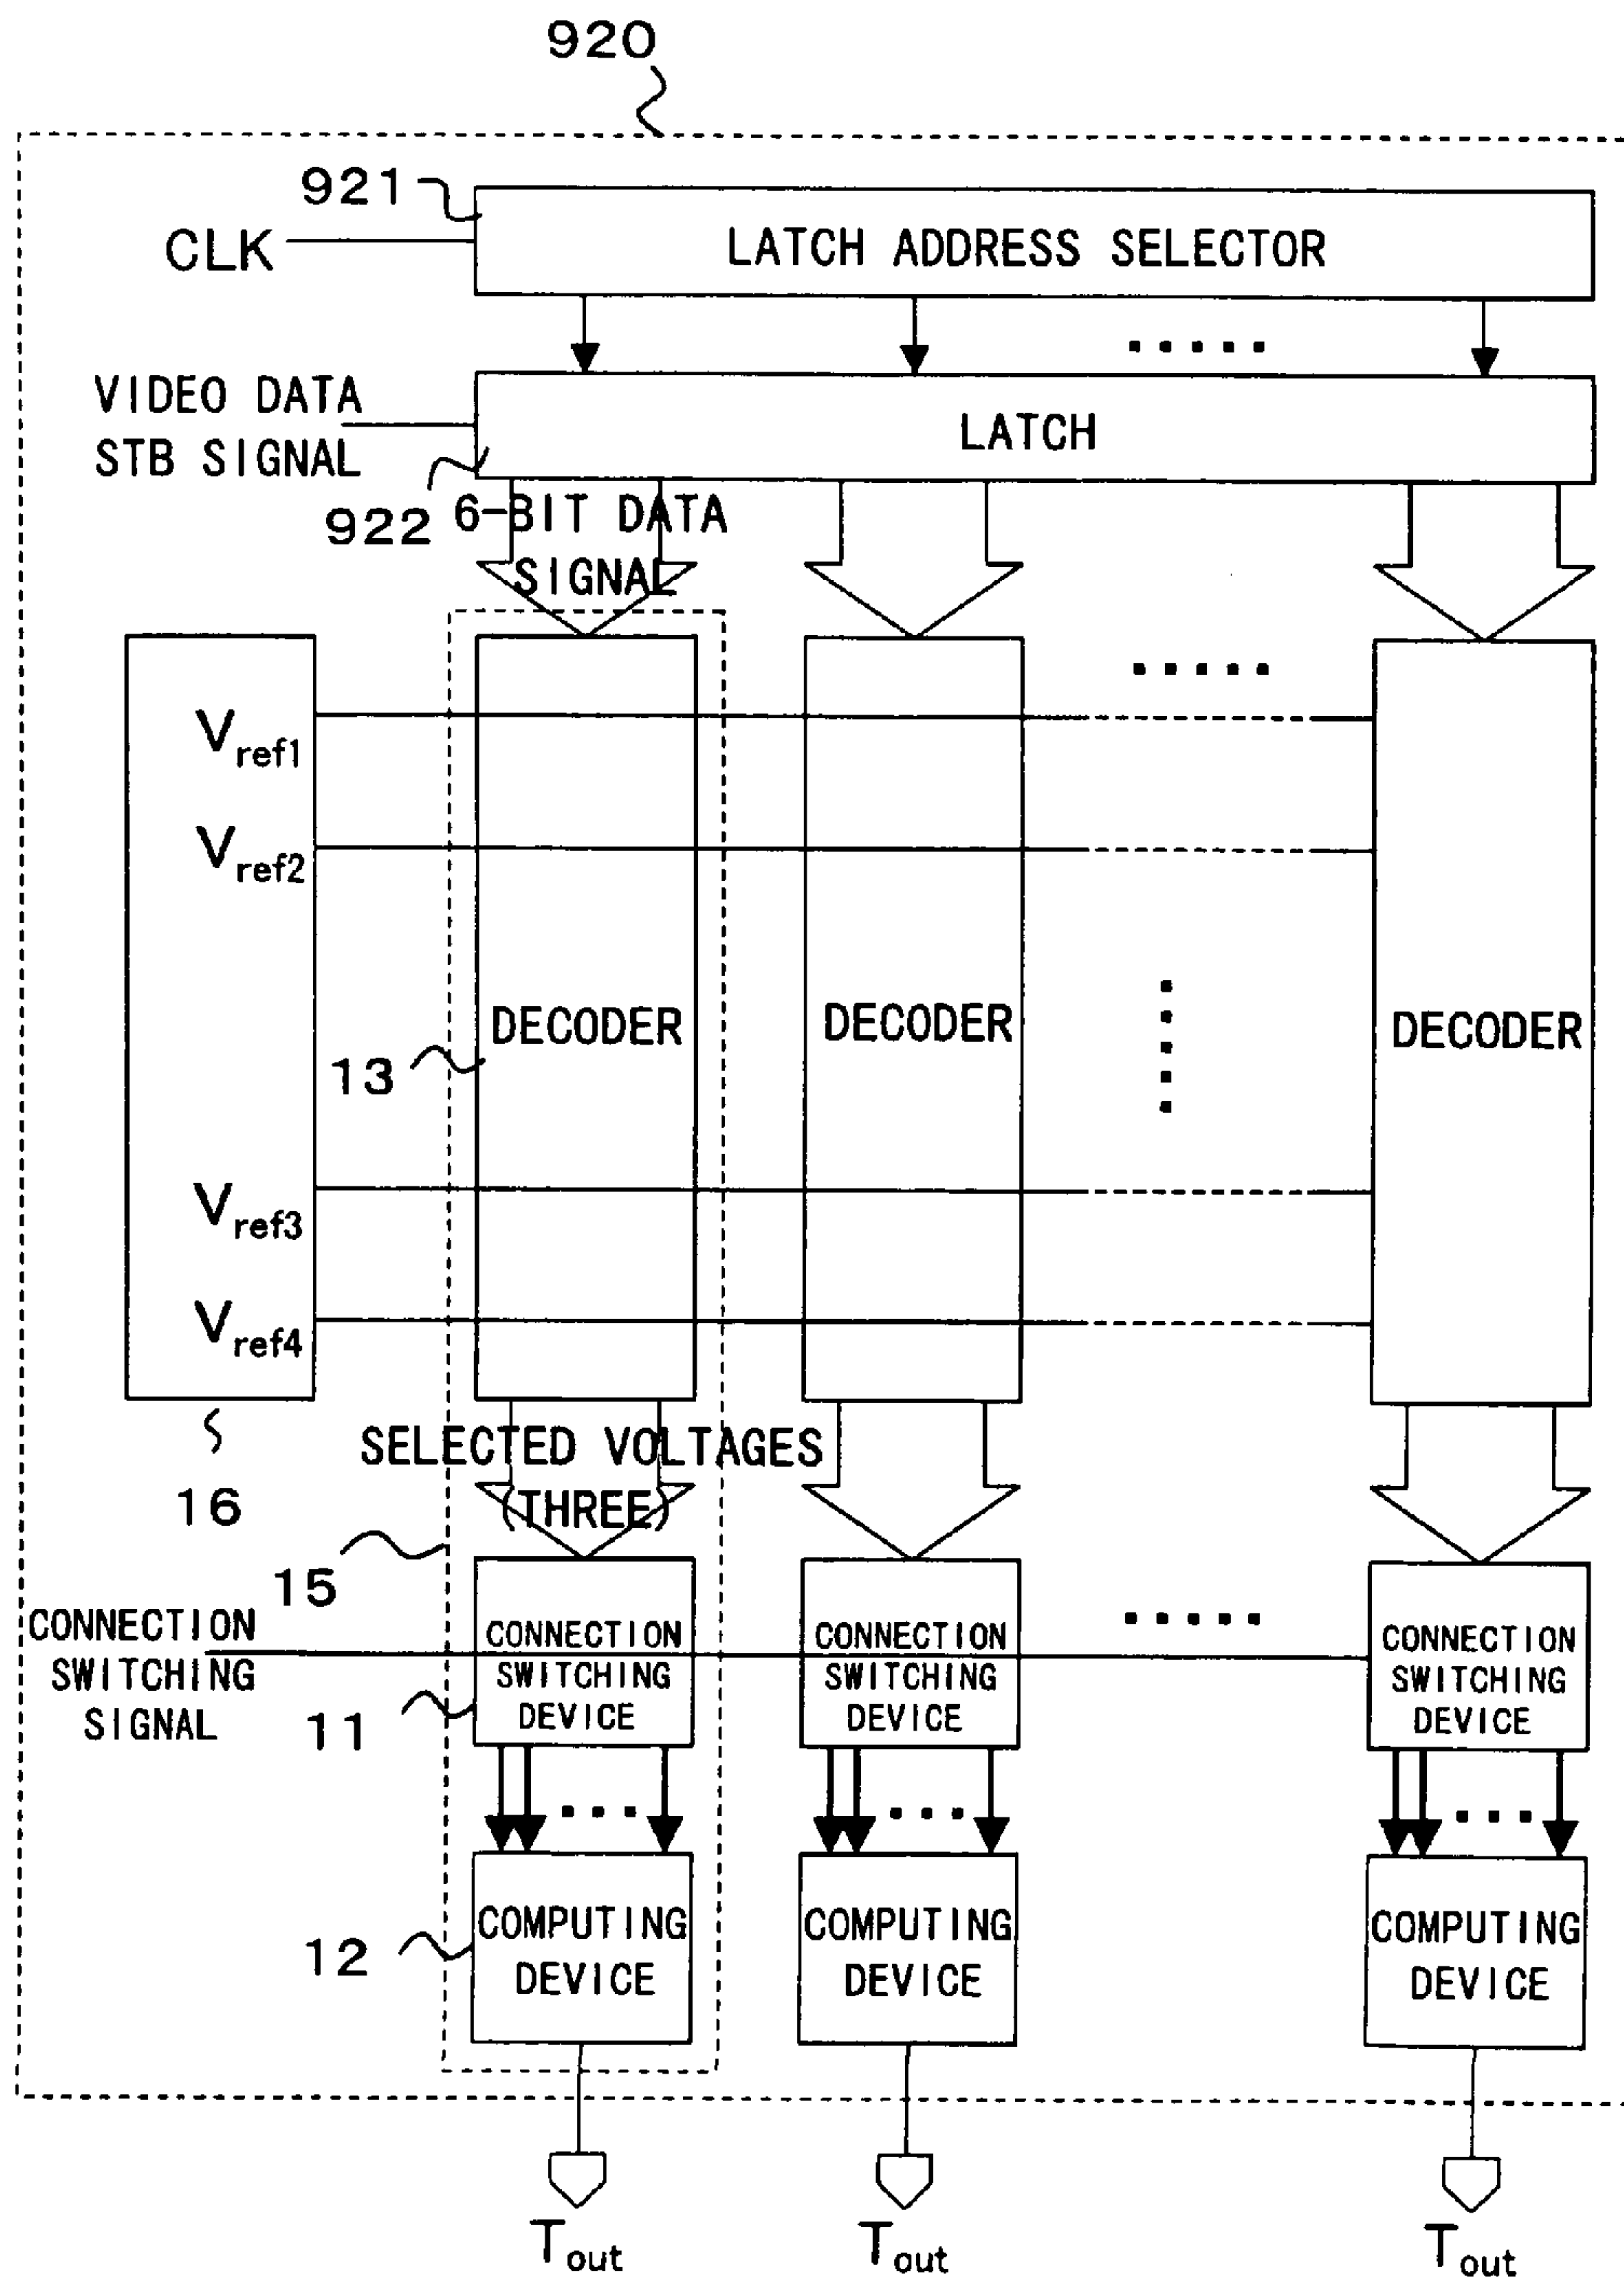 920
921
CLK
LATCH ADDRESS SELECTOR
VIDEO DATA
STB SIGNAL
LATCH
922
6-BIT DATA
SIGNAL
Vref1
Vref2
DECODER
DECODER
DECODER
13
Vref3
Vref4
SELECTED VOLTAGES
(THREE)
16
15
CONNECTION
SWITCHING
SIGNAL
CONNECTION
SWITCHING
DEVICE
CONNECTION
SWITCHING
DEVICE
CONNECTION
SWITCHING
DEVICE
11
COMPUTING
DEVICE
COMPUTING
DEVICE
COMPUTING
DEVICE
12
Tout
Tout
Tout